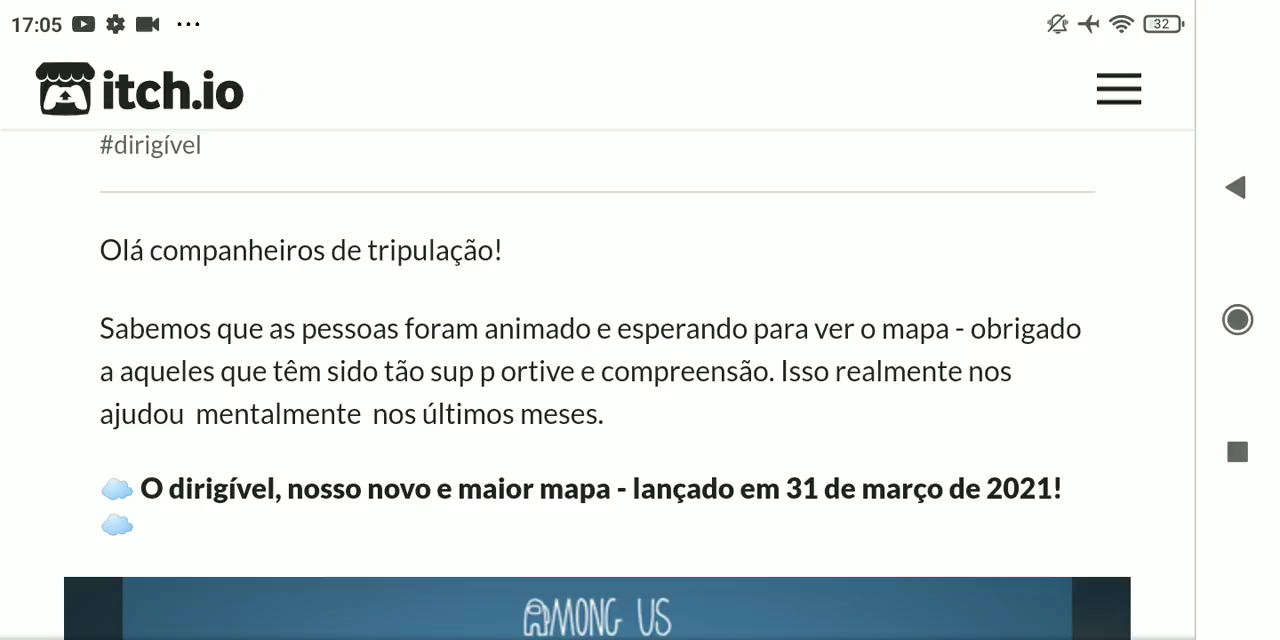 17:05
32
itch.io
#dirigível
Olá companheiros de tripulação!
Sabemos que as pessoas foram animado e esperando para ver o mapa - obrigado
a aqueles que têm sido tão sup p ortive e compreensão. Isso realmente nos
ajudou mentalmente nos últimos meses.
O dirigível, nosso novo e maior mapa - lançado em 31 de março de 2021!
AMONG US